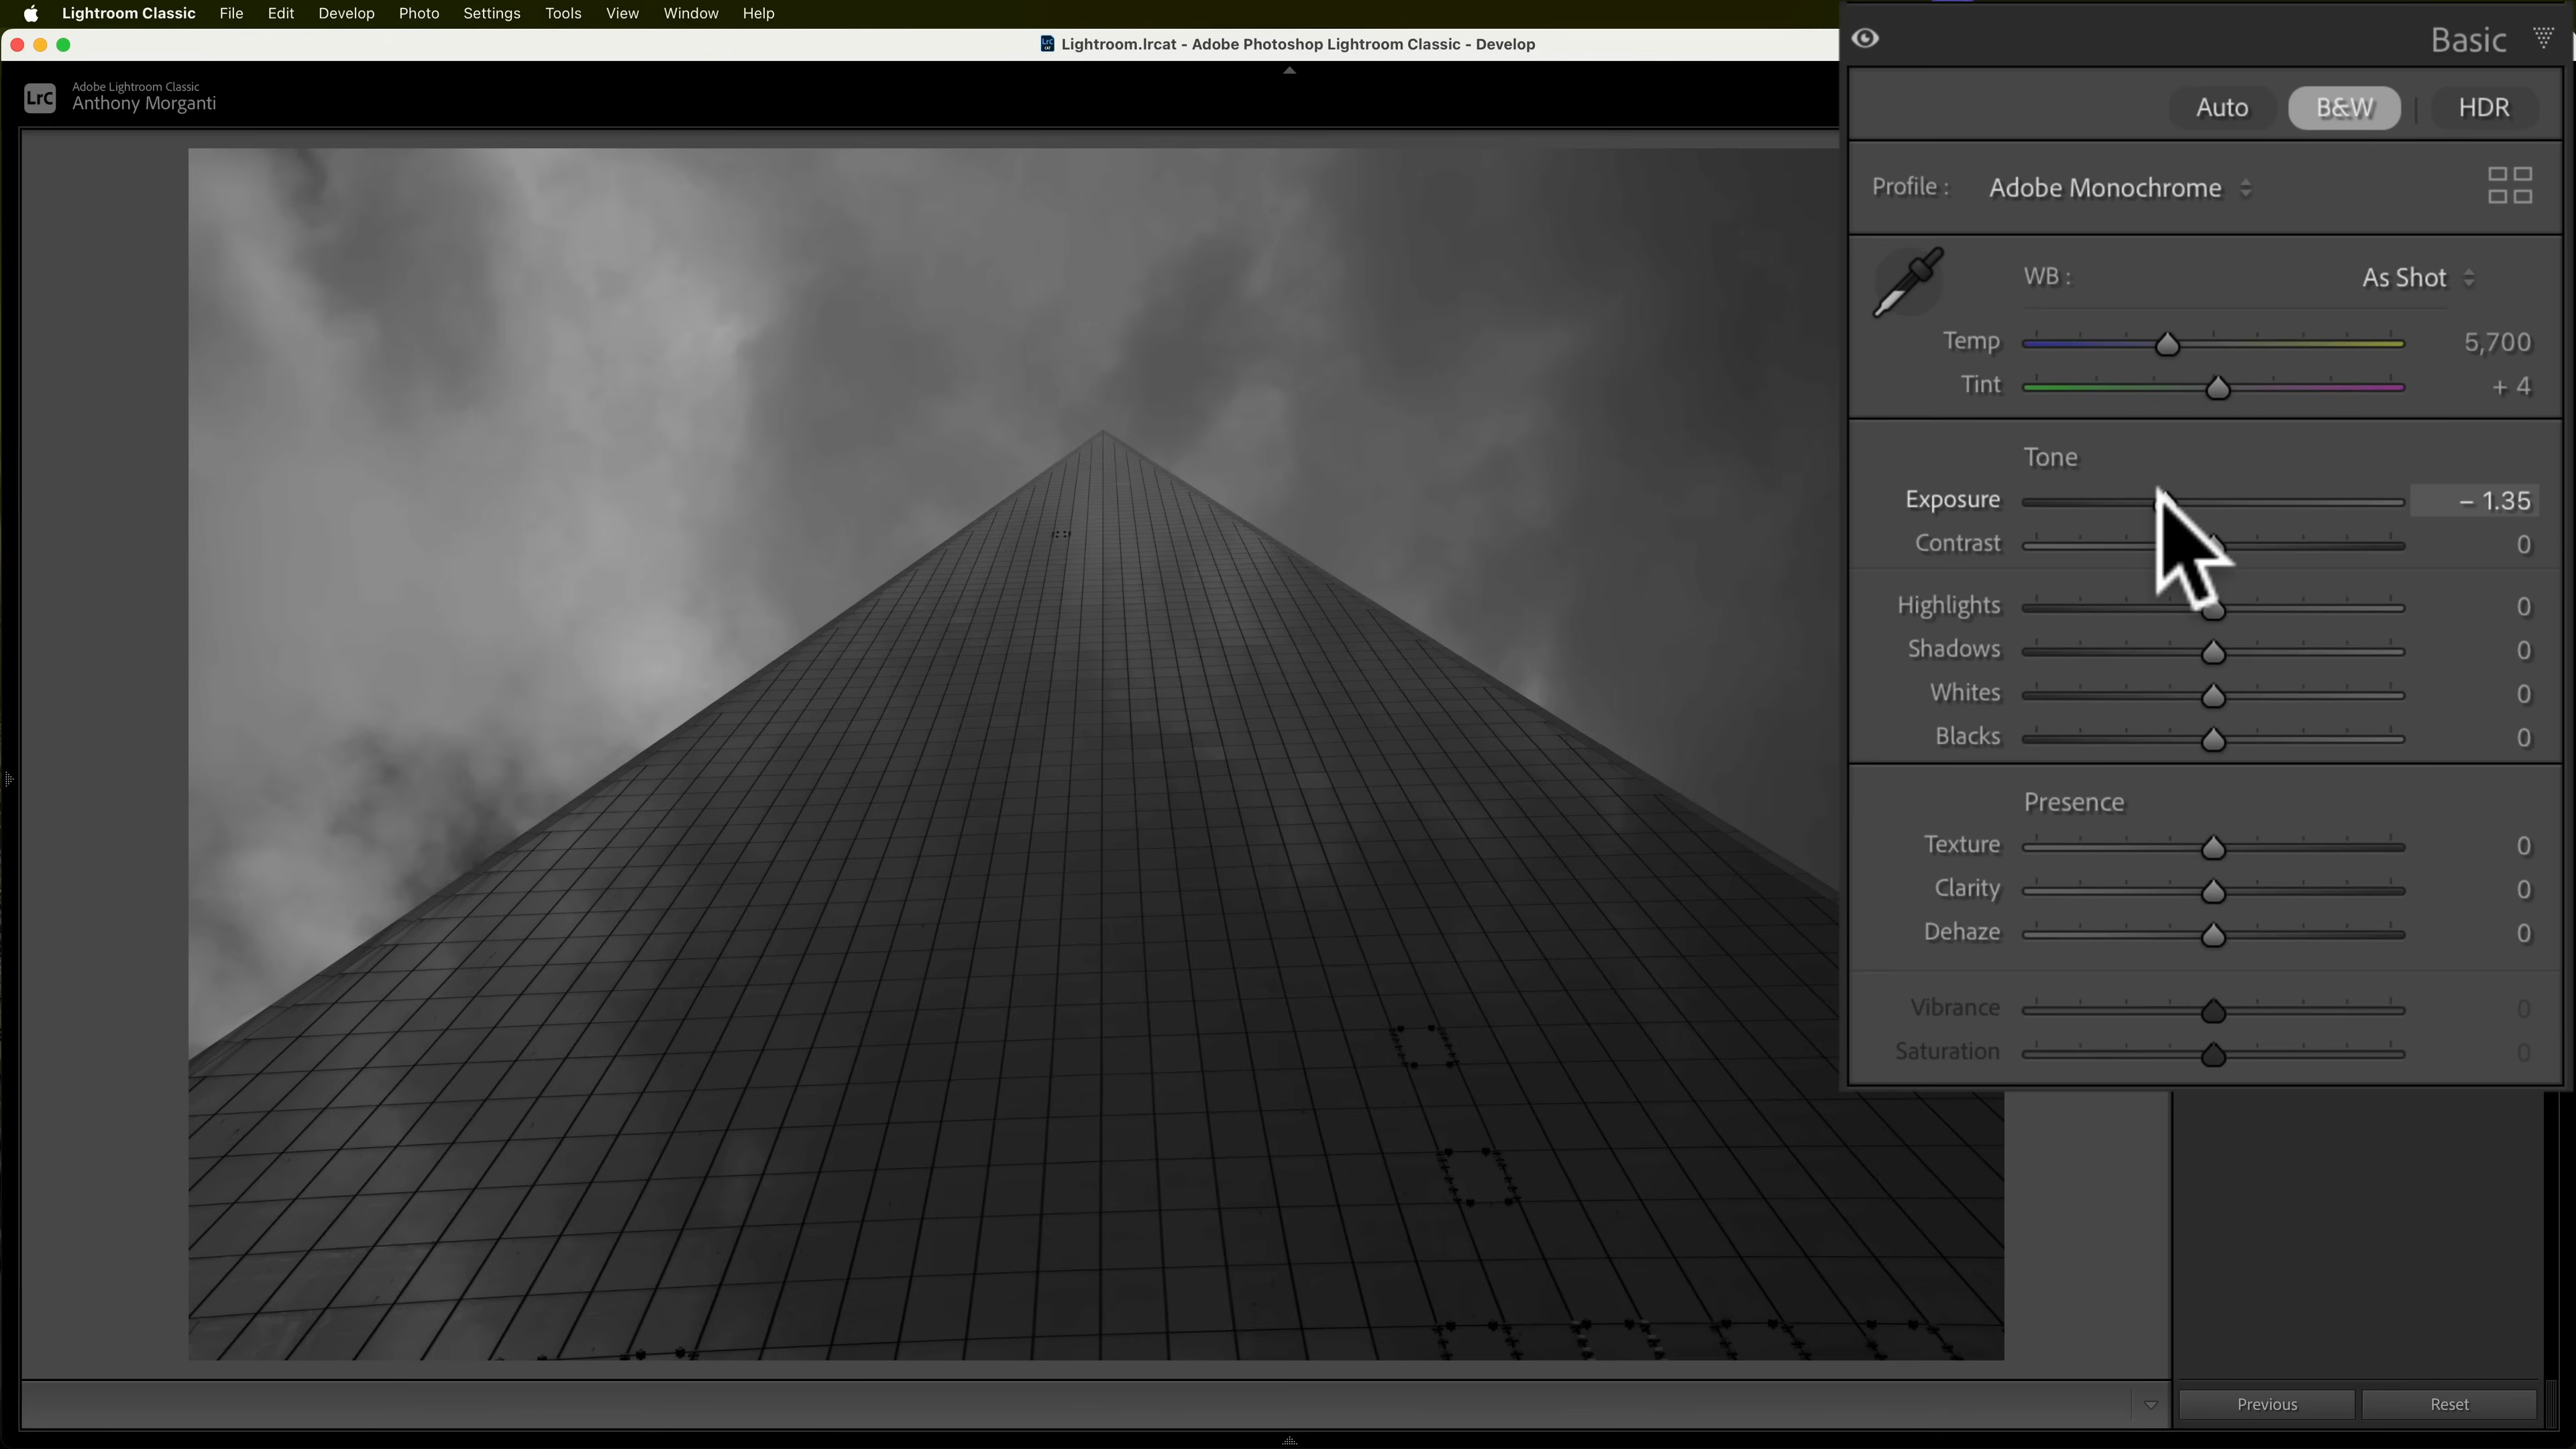 Lightroom Classic File Edit Develop Photo Settings Tools View Window Help
LrC Lightroom.lrcat - Adobe Photoshop Lightroom Classic - Develop
Basic
LrC Adobe Lightroom Classic
Anthony Morganti
Auto B&W HDR
Profile : Adobe Monochrome
WB : As Shot
Temp 5,700
Tint + 4
Tone
Exposure – 1.35
Contrast 0
Highlights 0
Shadows 0
Whites 0
Blacks 0
Presence
Texture 0
Clarity 0
Dehaze 0
Vibrance 0
Saturation 0
Previous Reset